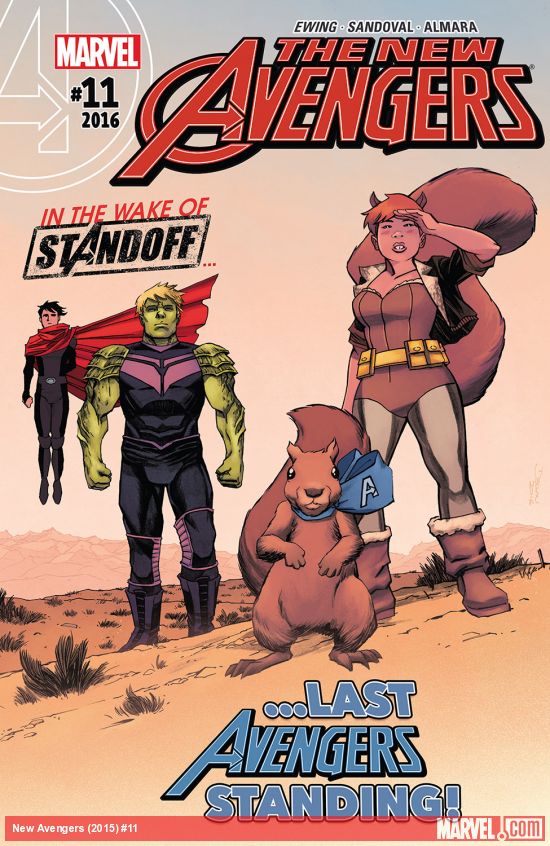 EWING • SANDOVAL • ALMARA
MARVEL
#11
2016
THE NEW
AVENGERS
IN THE WAKE OF
STANDOFF...
A
...LAST
AVENGERS
STANDING!
New Avengers (2015) #11
MARVEL.com